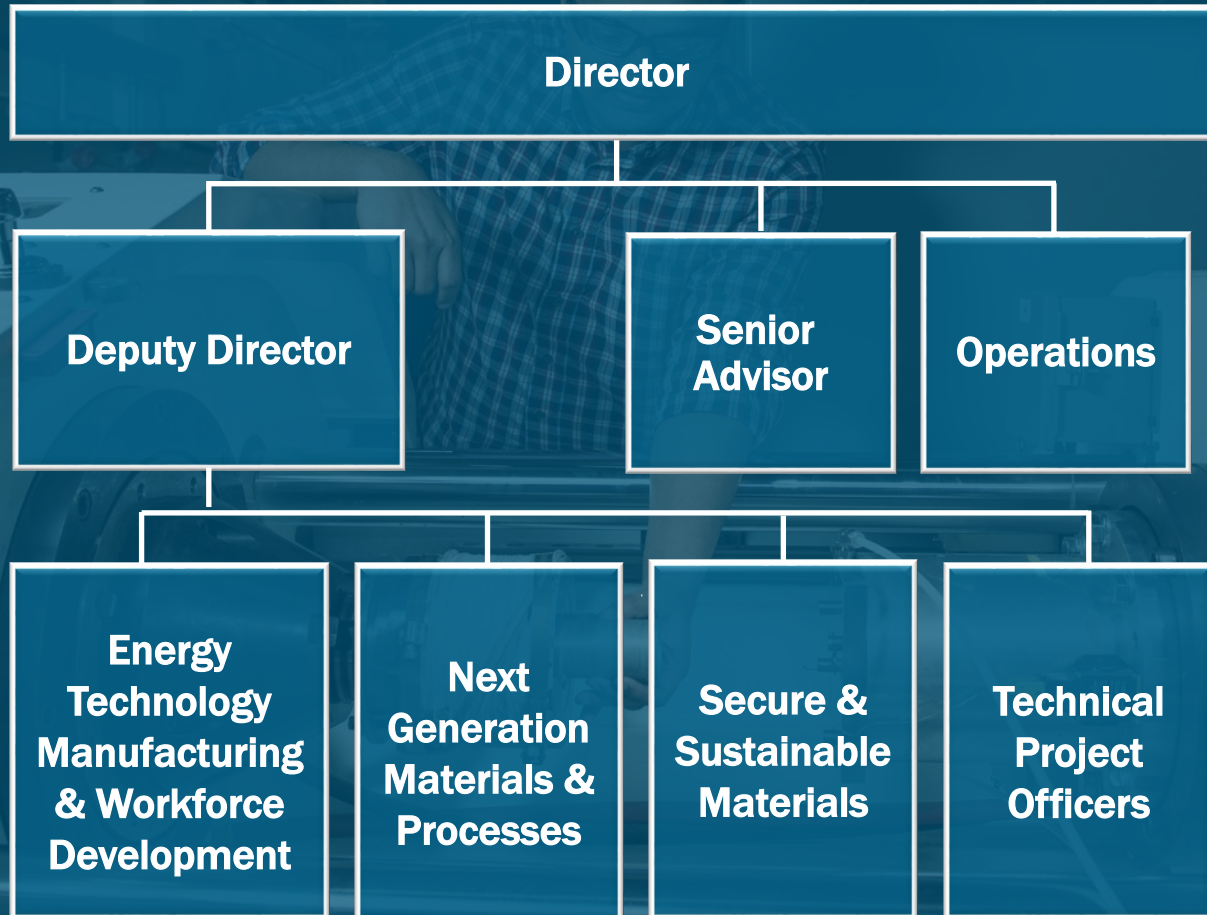 Director
Deputy Director
Senior
Advisor
Operations
Energy
Technology
Manufacturing
& Workforce
Development
Next
Generation
Materials &
Processes
Secure &
Sustainable
Materials
Technical
Project
Officers